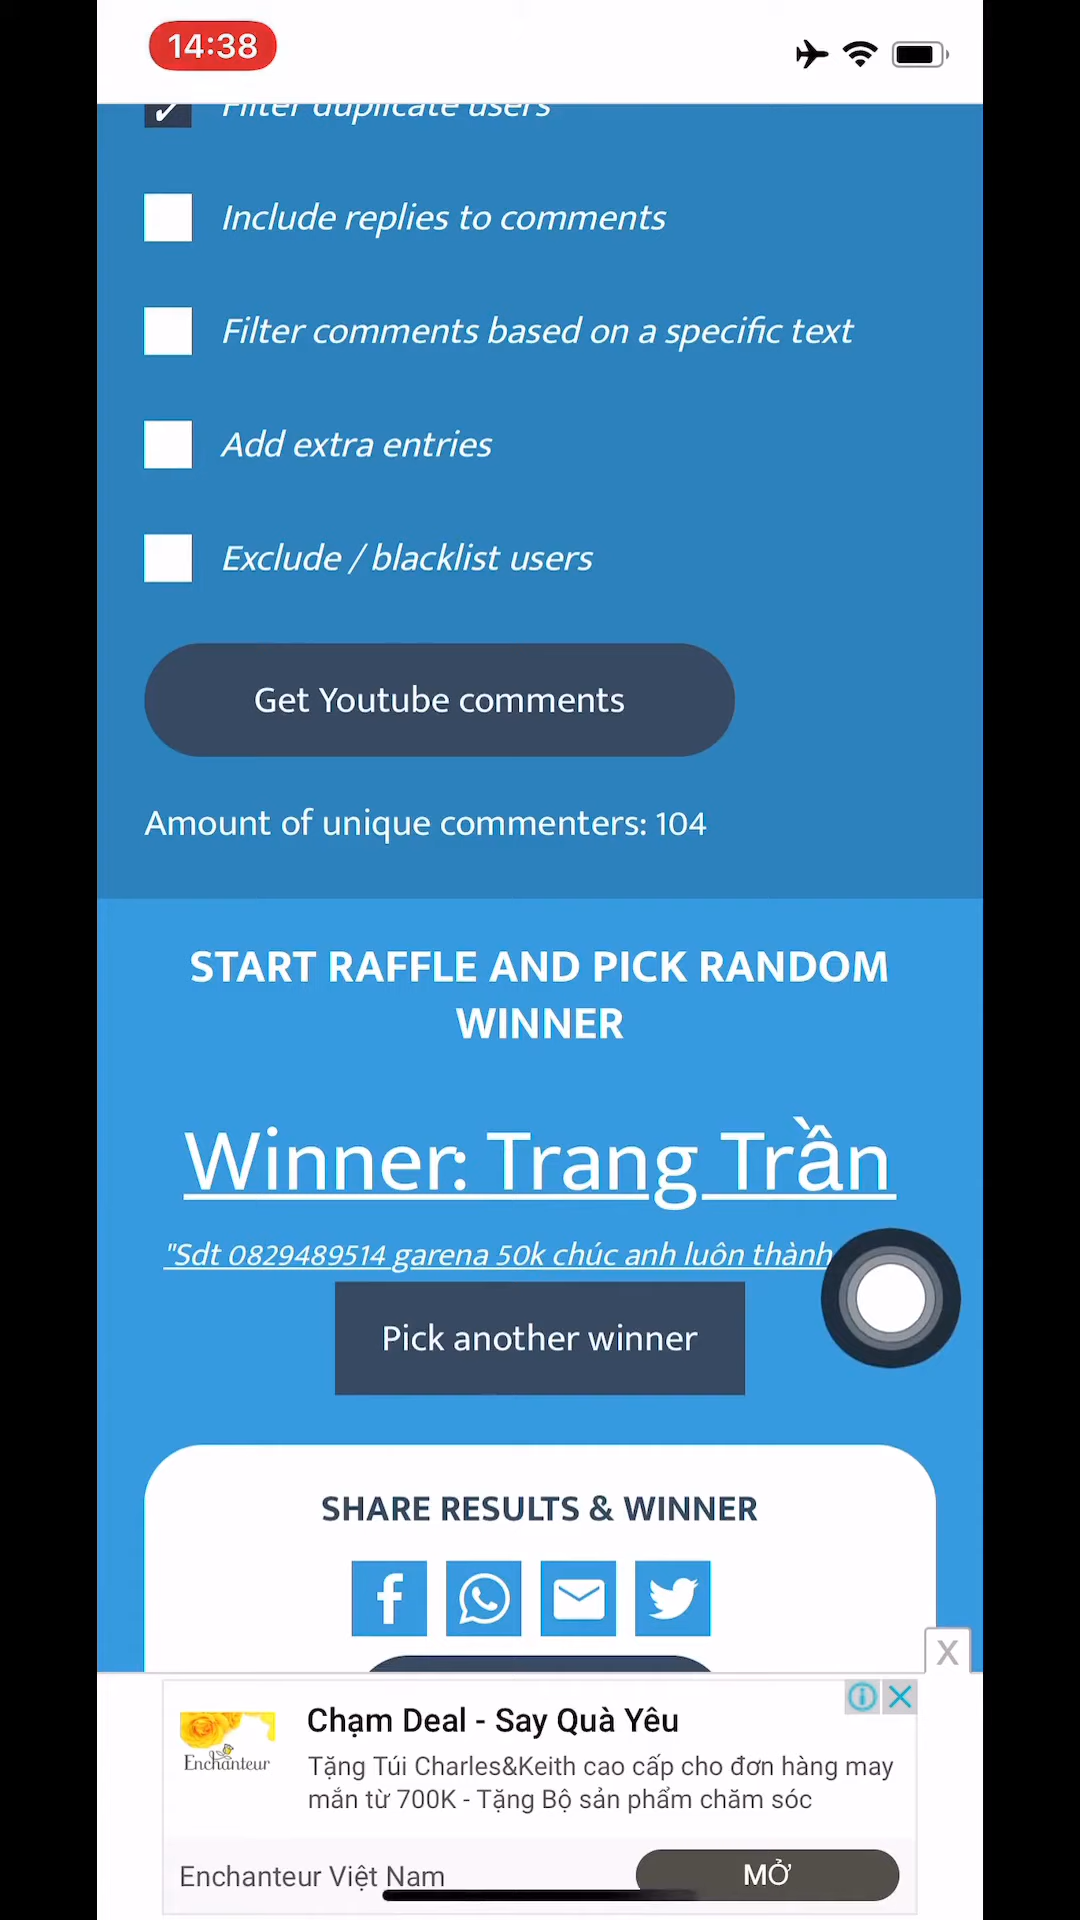 14:38
Filter duplicate users
Include replies to comments
Filter comments based on a specific text
Add extra entries
Exclude / blacklist users
Get Youtube comments
Amount of unique commenters: 104
START RAFFLE AND PICK RANDOM
WINNER
Winner: Trang Trần
"Sdt 0829489514 garena 50k chúc anh luôn thành
Pick another winner
SHARE RESULTS & WINNER
X
Chạm Deal - Say Quà Yêu
Enchanteur
Tặng Túi Charles&Keith cao cấp cho đơn hàng may
mắn từ 700K - Tặng Bộ sản phẩm chăm sóc
Enchanteur Việt Nam
MỞ